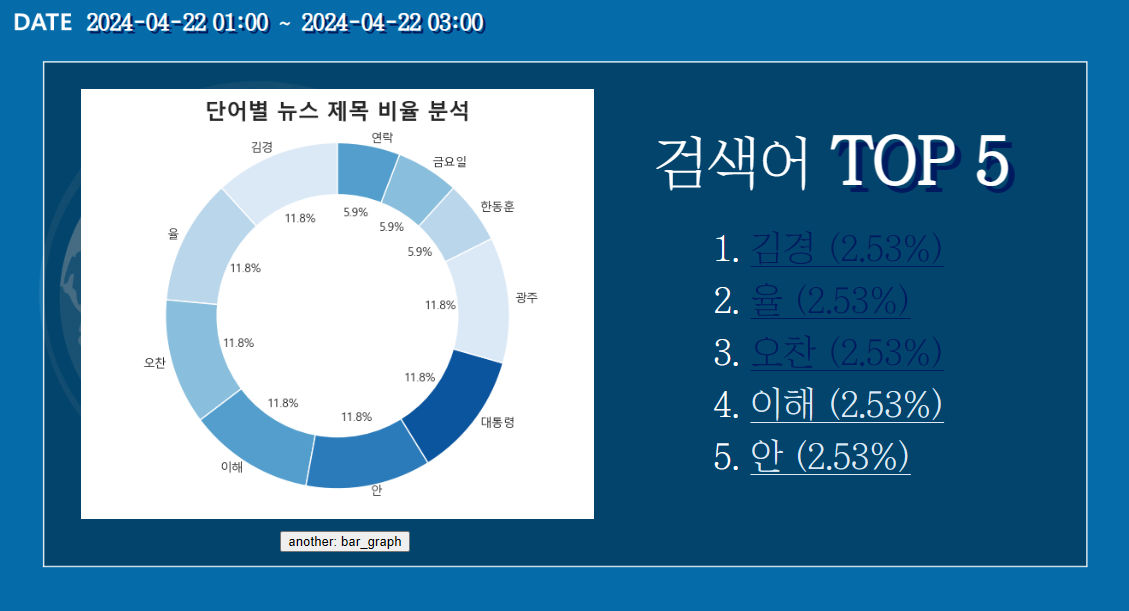 DATE 2024-04-22 01:00 ~ 2024-04-22 03:00
단어별 뉴스 제목 비율 분석
연락
김경
금요일
한동훈
율
광주
오찬
대통령
이해
안
5.9%
11.8%
5.9%
5.9%
11.8%
11.8%
11.8%
11.8%
11.8%
11.8%
another: bar_graph
검색어 TOP 5
1. 김경 (2.53%)
2. 율 (2.53%)
3. 오찬 (2.53%)
4. 이해 (2.53%)
5. 안 (2.53%)